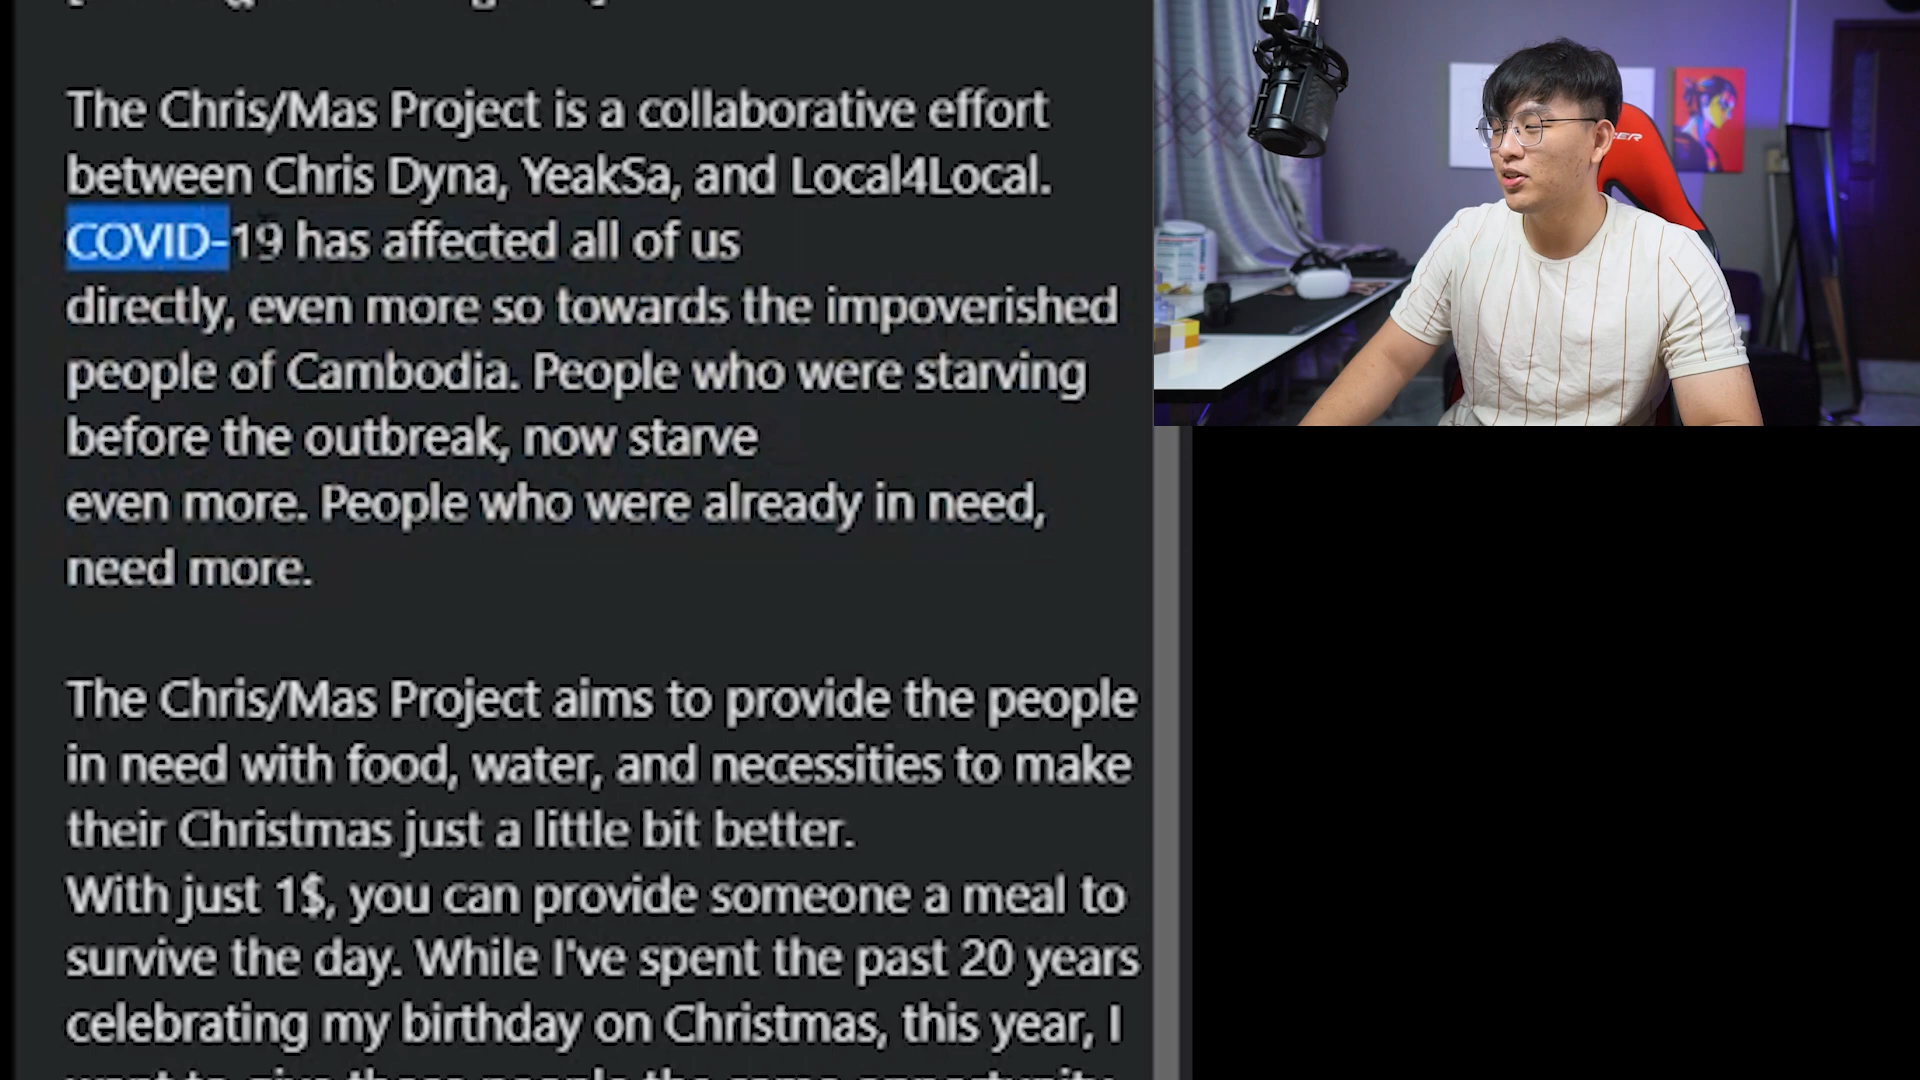 The Chris/Mas Project is a collaborative effort
between Chris Dyna, YeakSa, and Local4Local.
COVID-19 has affected all of us
directly, even more so towards the impoverished
people of Cambodia. People who were starving
before the outbreak, now starve
even more. People who were already in need,
need more.
The Chris/Mas Project aims to provide the people
in need with food, water, and necessities to make
their Christmas just a little bit better.
With just 1$, you can provide someone a meal to
survive the day. While I've spent the past 20 years
celebrating my birthday on Christmas, this year, I